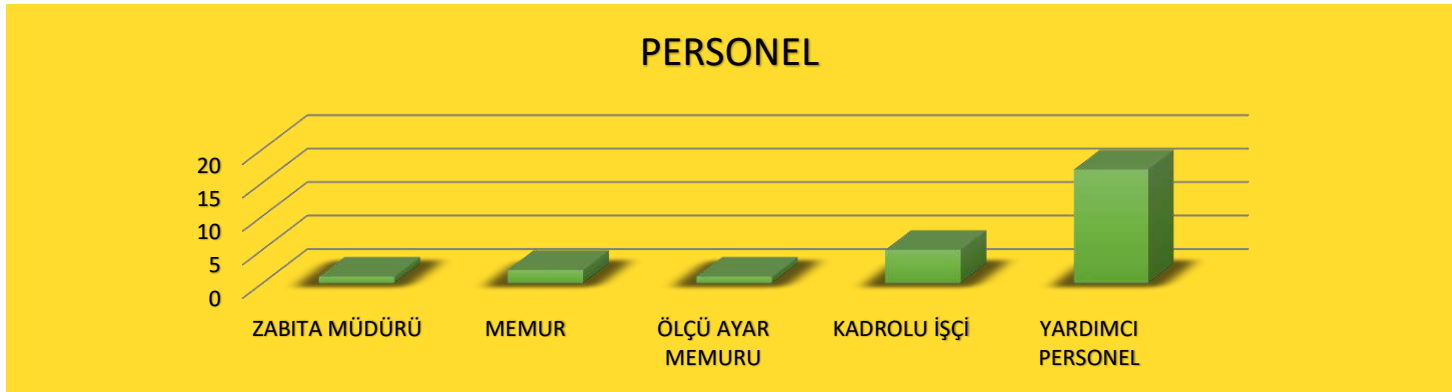 PERSONEL
20
15
10
5
0
ZABITA MÜDÜRÜ
MEMUR
ÖLÇÜ AYAR
MEMURU
KADROLU İŞÇİ
YARDIMCI
PERSONEL